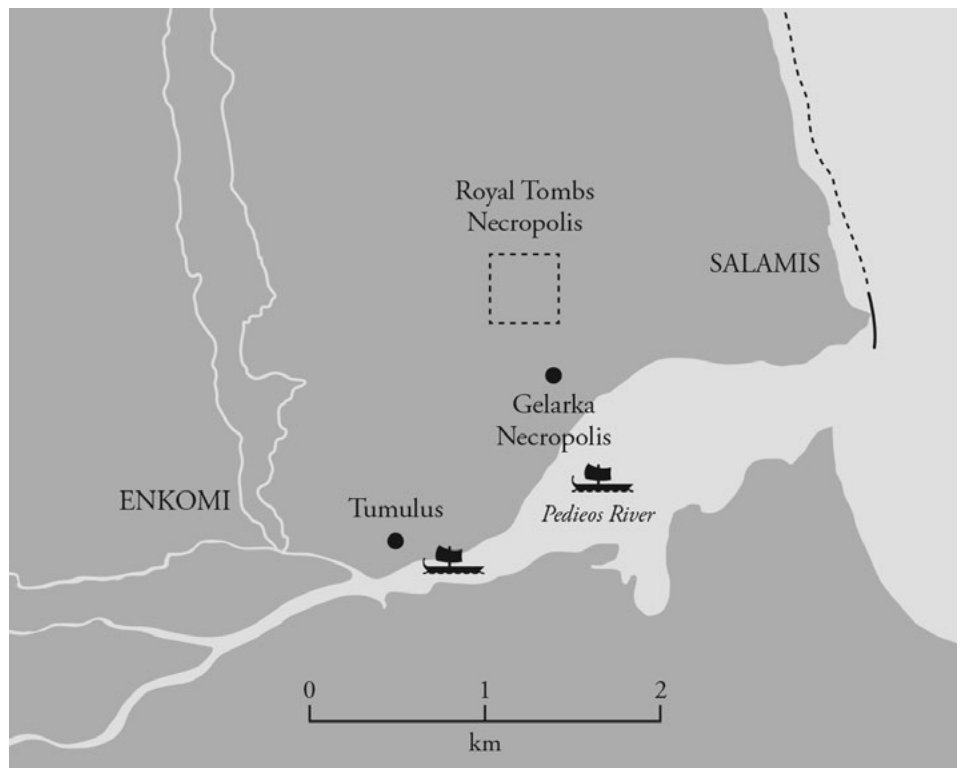 Royal Tombs
Necropolis
SALAMIS
Gelarka
Necropolis
ENKOMI
Tumulus
Pedieos River
0 1 2
km